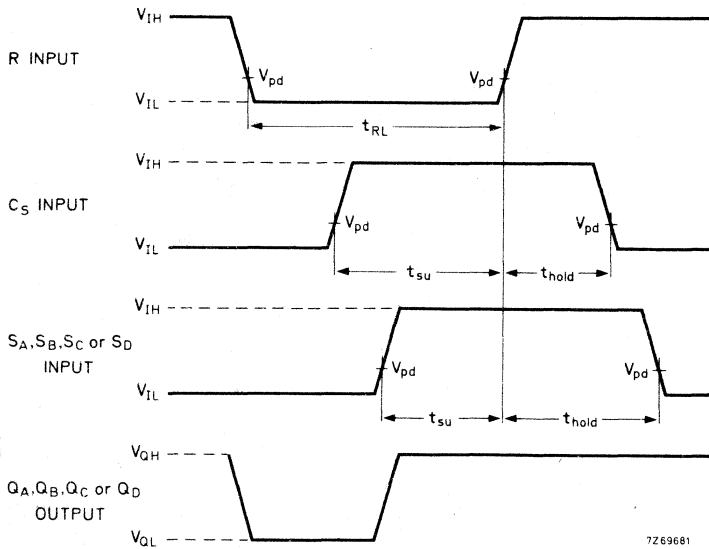 V_IH
R INPUT
V_pd
V_pd
V_IL
t_RL
V_IH
C_S INPUT
V_pd
V_pd
V_IL
t_su
t_hold
V_IH
S_A,S_B,S_C or S_D
INPUT
V_pd
V_pd
V_IL
t_su
t_hold
V_QH
Q_A,Q_B,Q_C or Q_D
OUTPUT
V_QL
7Z69681